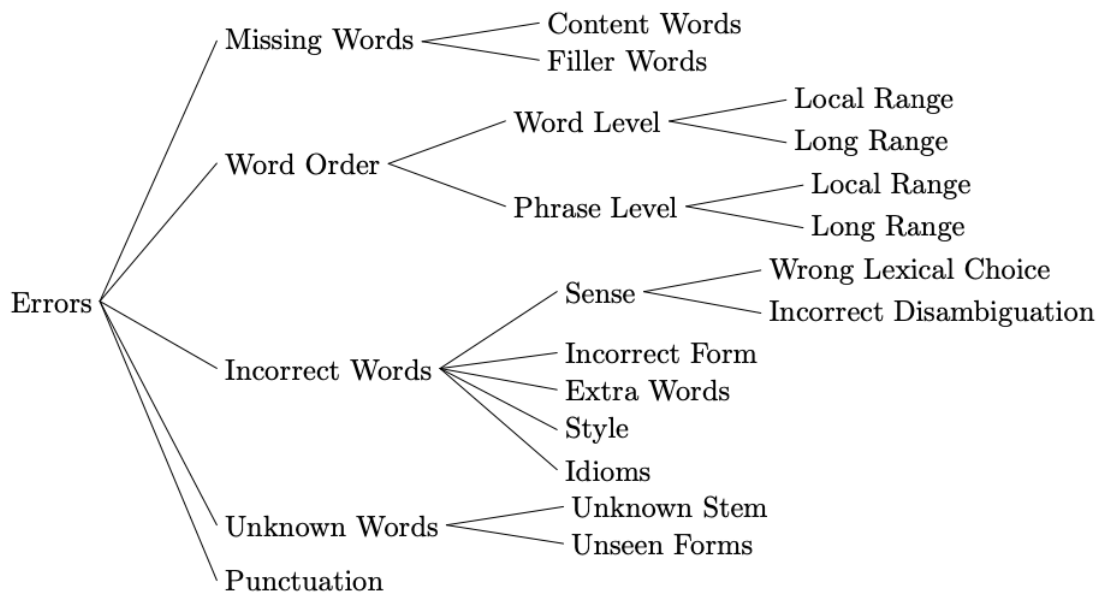 Errors
Missing Words
Content Words
Filler Words
Word Order
Word Level
Local Range
Long Range
Phrase Level
Local Range
Long Range
Incorrect Words
Sense
Wrong Lexical Choice
Incorrect Disambiguation
Incorrect Form
Extra Words
Style
Idioms
Unknown Words
Unknown Stem
Unseen Forms
Punctuation